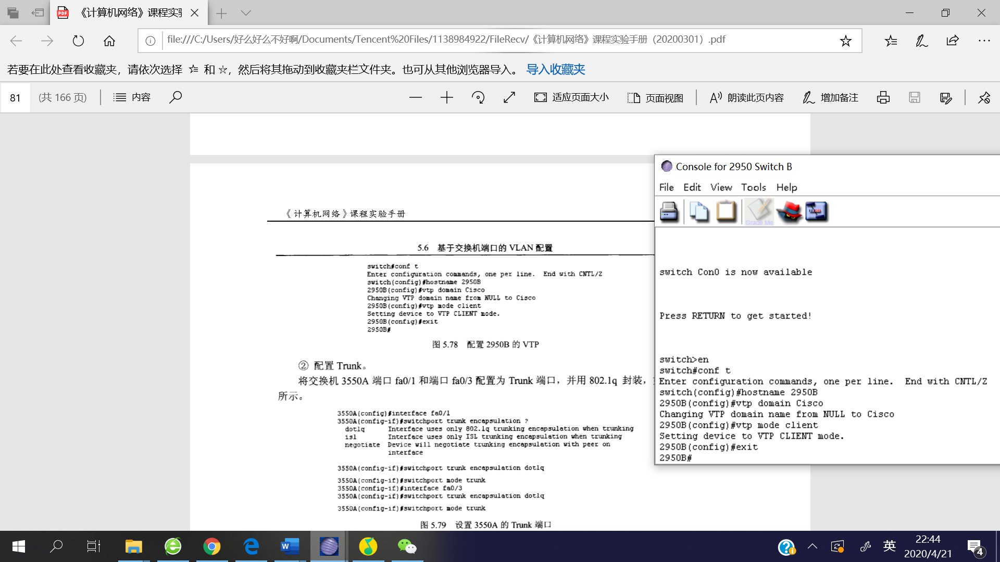 《计算机网络》课程实验
file:///C:/Users/好么好么不好啊/Documents/Tencent%20Files/1138984922/FileRecv/《计算机网络》课程实验手册（20200301）.pdf
若要在此处查看收藏夹，请依次选择 和 ，然后将其拖动到收藏夹栏文件夹。也可从其他浏览器导入。 导入收藏夹
81 (共 166 页) 内容 适应页面大小 页面视图 朗读此页内容 增加备注
《计算机网络》课程实验手册
5.6 基于交换机端口的 VLAN 配置
switch#conf t
Enter configuration commands, one per line. End with CNTL/Z
switch(config)#hostname 2950B
2950B(config)#vtp domain Cisco
Changing VTP domain name from NULL to Cisco
2950B(config)#vtp mode client
Setting device to VTP CLIENT mode.
2950B(config)#exit
2950B#
图 5.78 配置 2950B 的 VTP
② 配置 Trunk。
将交换机 3550A 端口 fa0/1 和端口 fa0/3 配置为 Trunk 端口，并用 802.1q 封装，
所示。
3550A(config)#interface fa0/1
3550A(config-if)#switchport trunk encapsulation ?
dot1q Interface uses only 802.1q trunking encapsulation when trunking
isl Interface uses only ISL trunking encapsulation when trunking
negotiate Device will negotiate trunking encapsulation with peer on
interface
3550A(config-if)#switchport trunk encapsulation dot1q
3550A(config-if)#switchport mode trunk
3550A(config-if)#interface fa0/3
3550A(config-if)#switchport trunk encapsulation dot1q
3550A(config-if)#switchport mode trunk
图 5.79 设置 3550A 的 Trunk 端口
Console for 2950 Switch B
File Edit View Tools Help
Grade Me
switch Con0 is now available
Press RETURN to get started!
switch>en
switch#conf t
Enter configuration commands, one per line. End with CNTL/Z
switch(config)#hostname 2950B
2950B(config)#vtp domain Cisco
Changing VTP domain name from NULL to Cisco
2950B(config)#vtp mode client
Setting device to VTP CLIENT mode.
2950B(config)#exit
2950B#
英
22:44
2020/4/21
4